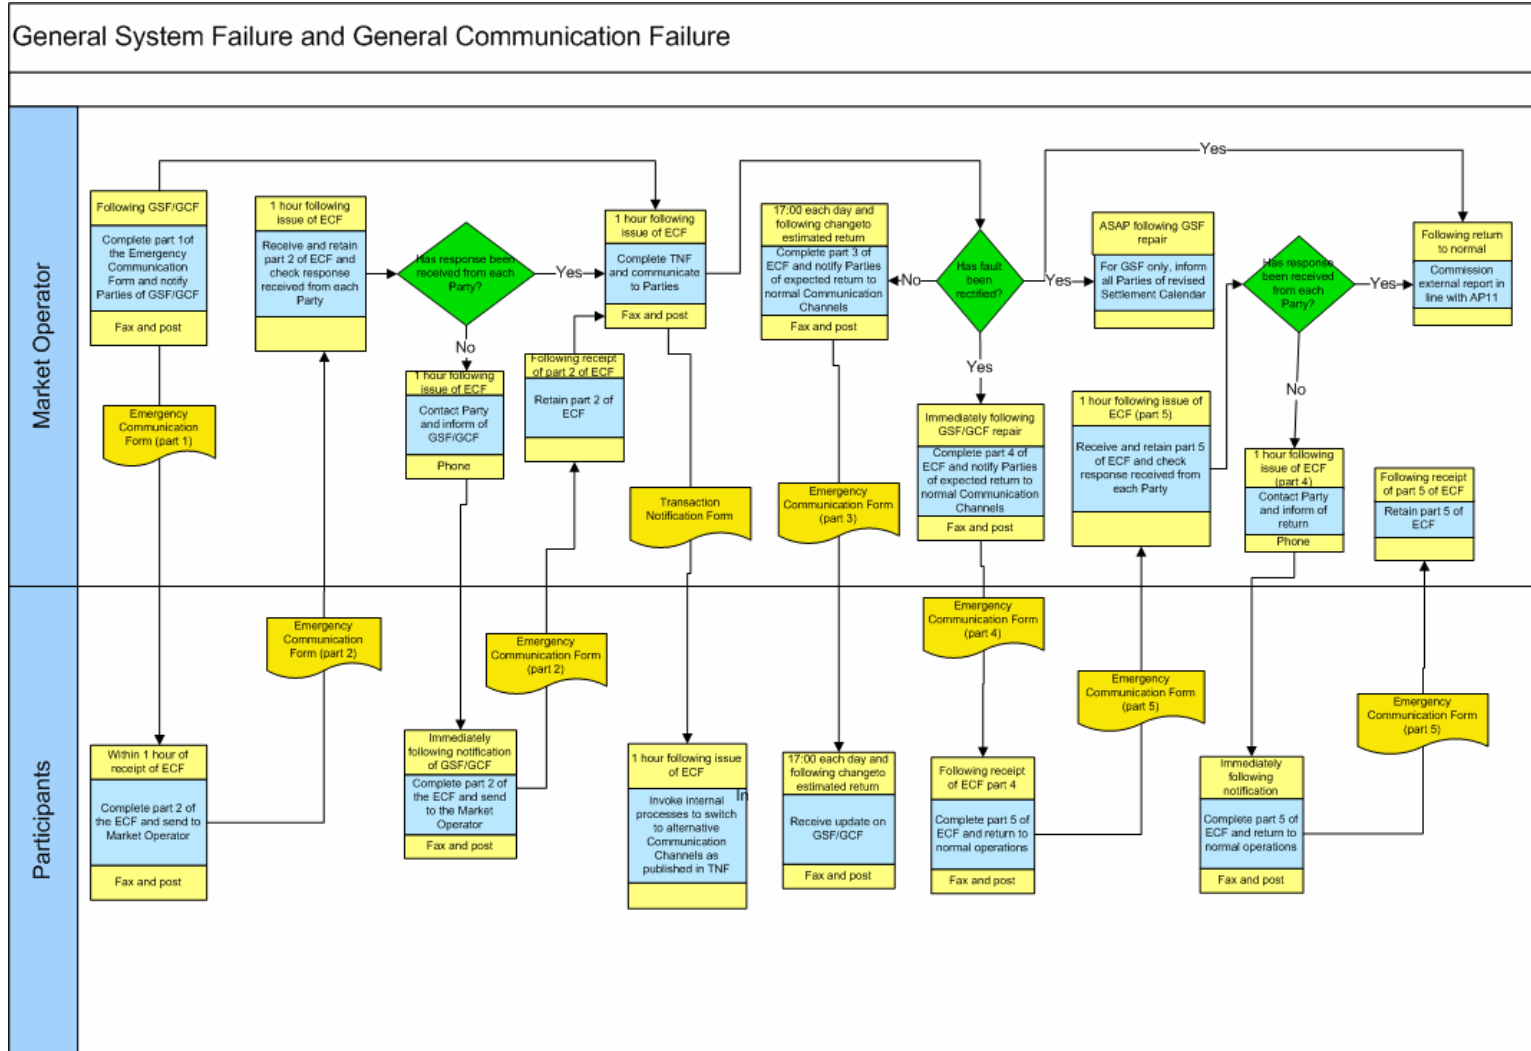 General System Failure and General Communication Failure
Market Operator
Following GSF/GCF
Complete part 1of
the Emergency
Communication
Form and notify
Parties of GSF/GCF
Fax and post
Emergency
Communication
Form (part 1)
1 hour following
issue of ECF
Receive and retain
part 2 of ECF and
check response
received from each
Party
Has response been
received from each
Party?
Yes
No
1 hour following
issue of ECF
Contact Party
and inform of
GSF/GCF
Phone
Following receipt
of part 2 of ECF
Retain part 2 of
ECF
1 hour following
issue of ECF
Complete TNF
and communicate
to Parties
Fax and post
Transaction
Notification Form
17:00 each day and
following changeto
estimated return
Complete part 3 of
ECF and notify Parties
of expected return to
normal Communication
Channels
Fax and post
Emergency
Communication Form
(part 3)
No
Has fault
been
rectified?
Yes
Yes
Yes
Immediately following
GSF/GCF repair
Complete part 4 of
ECF and notify Parties
of expected return to
normal Communication
Channels
Fax and post
ASAP following GSF
repair
For GSF only, inform
all Parties of revised
Settlement Calendar
1 hour following issue of
ECF (part 5)
Receive and retain part 5
of ECF and check
response received from
each Party
Has response
been received
from each
Party?
Yes
No
Following return
to normal
Commission
external report in
line with AP11
1 hour following
issue of ECF
(part 4)
Contact Party
and inform of
return
Phone
Following receipt
of part 5 of ECF
Retain part 5 of
ECF
Participants
Within 1 hour of
receipt of ECF
Complete part 2 of
the ECF and send to
Market Operator
Fax and post
Emergency
Communication
Form (part 2)
Immediately
following notification
of GSF/GCF
Complete part 2 of
the ECF and send
to the Market
Operator
Fax and post
Emergency
Communication Form
(part 2)
1 hour following issue
of ECF
In
Invoke internal
processes to switch
to alternative
Communication
Channels as
published in TNF
17:00 each day and
following changeto
estimated return
Receive update on
GSF/GCF
Fax and post
Emergency
Communication Form
(part 4)
Following receipt
of ECF part 4
Complete part 5 of
ECF and return to
normal operations
Fax and post
Emergency
Communication Form
(part 5)
Immediately
following
notification
Complete part 5 of
ECF and return to
normal operations
Fax and post
Emergency
Communication Form
(part 5)